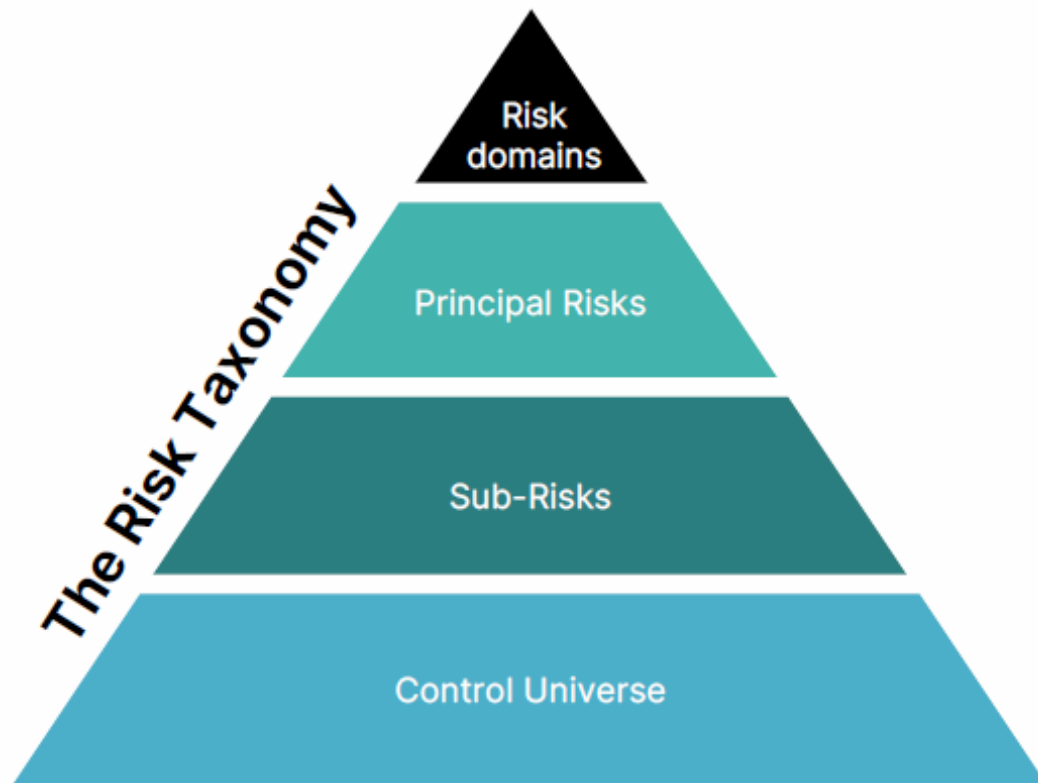 The Risk Taxonomy
Risk
domains
Principal Risks
Sub-Risks
Control Universe